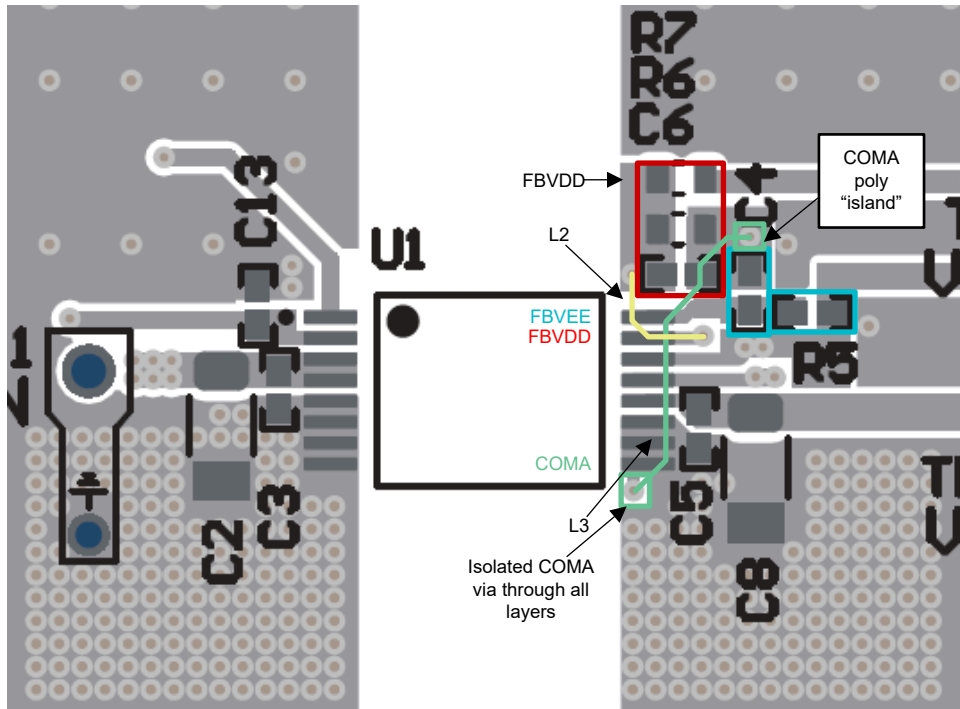 R7
R6
C6
FBVDD
COMA
poly
“island”
C4
C13
L2
U1
FBVEE
FBVDD
R5
1
COMA
C3
C2
L3
C5
Isolated COMA
via through all
layers
C8